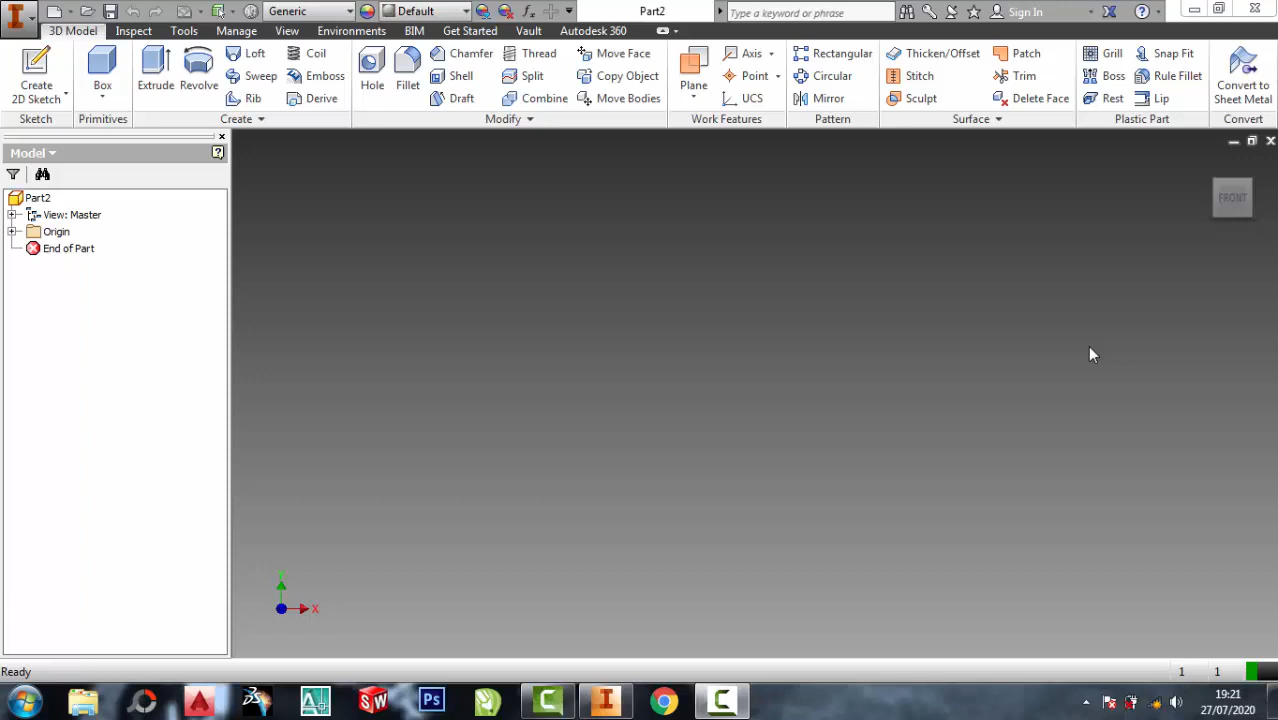 Generic Default Part2 Type a keyword or phrase Sign In
3D Model Inspect Tools Manage View Environments BIM Get Started Vault Autodesk 360
Create
2D Sketch
Box
Extrude
Revolve
Loft
Sweep
Rib
Coil
Emboss
Derive
Hole
Fillet
Chamfer
Shell
Draft
Thread
Split
Combine
Move Face
Copy Object
Move Bodies
Plane
Axis
Point
UCS
Rectangular
Circular
Mirror
Thicken/Offset
Stitch
Sculpt
Patch
Trim
Delete Face
Grill
Boss
Rest
Snap Fit
Rule Fillet
Lip
Convert to
Sheet Metal
Sketch Primitives Create Modify Work Features Pattern Surface Plastic Part Convert
Model
Part2
View: Master
Origin
End of Part
FRONT
X
Ready
1 1
Ps
19:21
27/07/2020